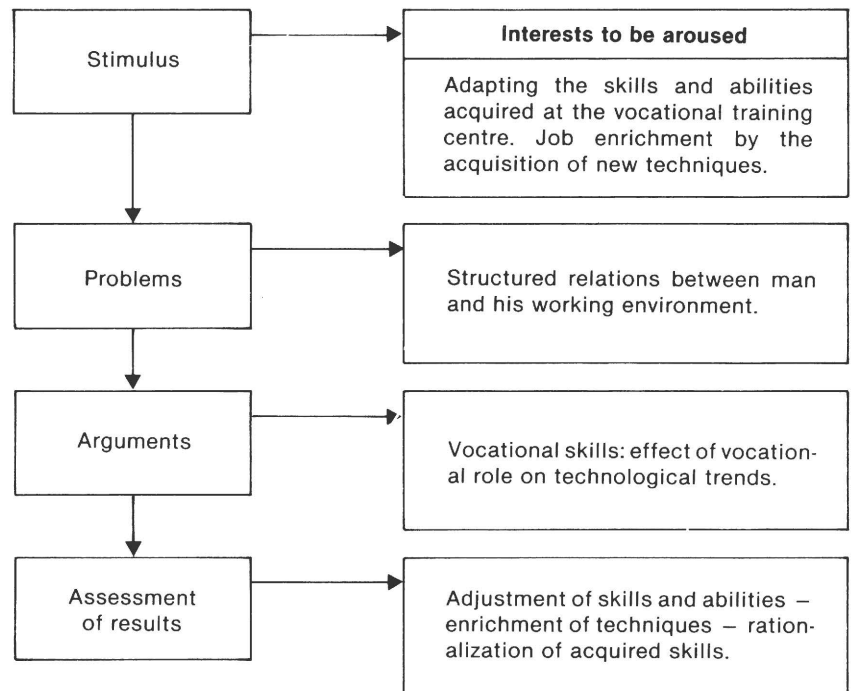 Stimulus
Interests to be aroused
Adapting the skills and abilities
acquired at the vocational training
centre. Job enrichment by the
acquisition of new techniques.
Problems
Structured relations between man
and his working environment.
Arguments
Vocational skills: effect of vocation-
al role on technological trends.
Assessment
of results
Adjustment of skills and abilities –
enrichment of techniques – ration-
alization of acquired skills.